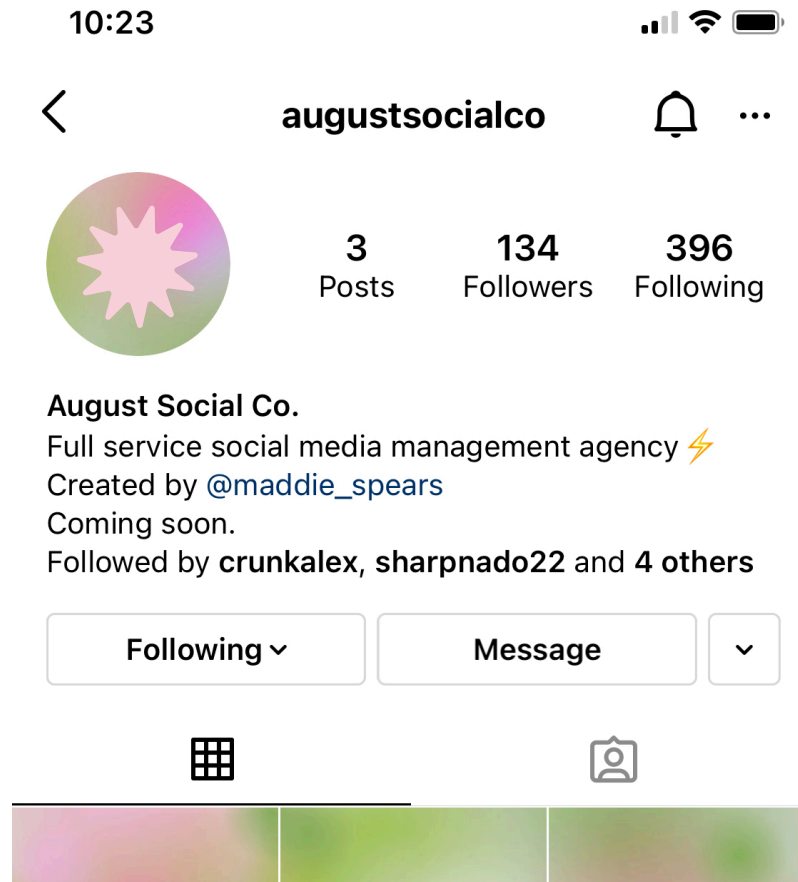 10:23
augustsocialco
3 134 396
Posts Followers Following
August Social Co.
Full service social media management agency⚡
Created by @maddie_spears
Coming soon.
Followed by crunkalex, sharpnado22 and 4 others
Following Message